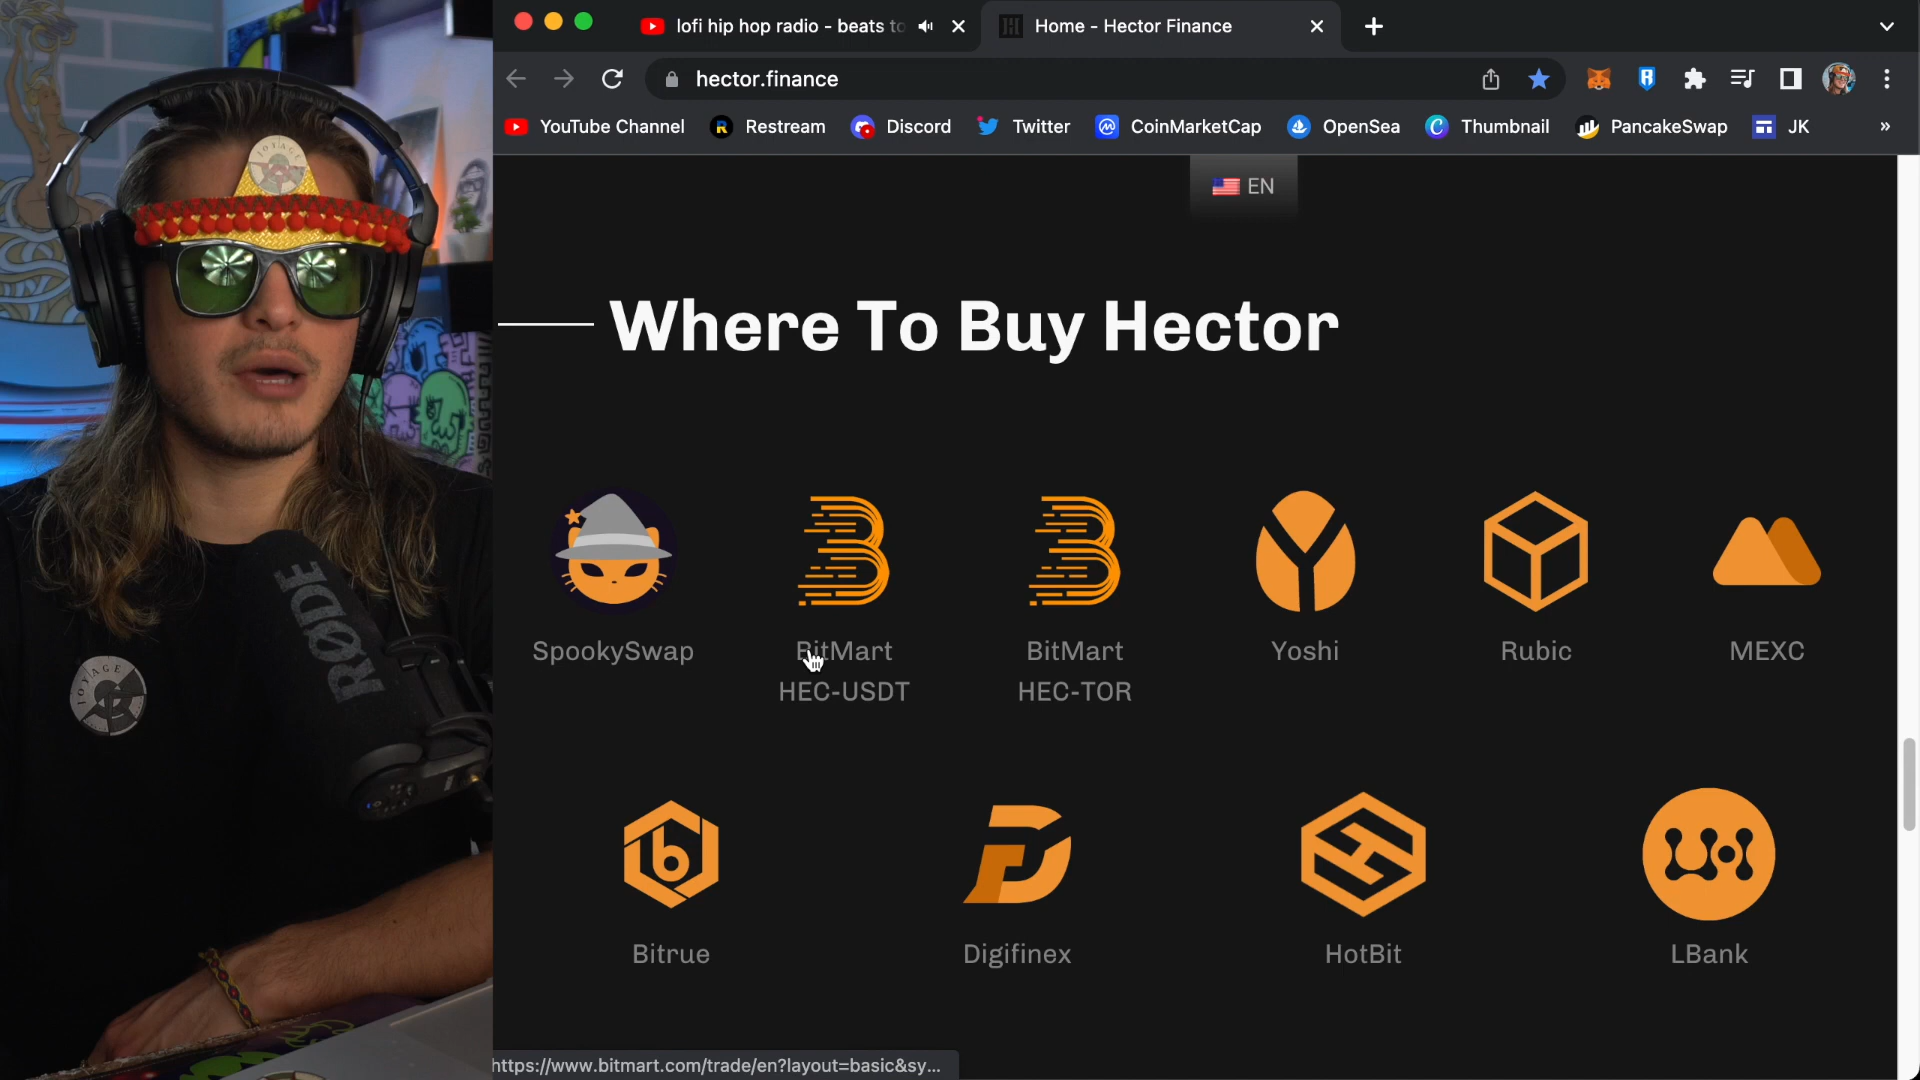 lofi hip hop radio - beats to
Home - Hector Finance
hector.finance
YouTube Channel
Restream
Discord
Twitter
CoinMarketCap
OpenSea
Thumbnail
PancakeSwap
JK
»
EN
Where To Buy Hector
SpookySwap
BitMart
HEC-USDT
BitMart
HEC-TOR
Yoshi
Rubic
MEXC
Bitrue
Digifinex
HotBit
LBank
https://www.bitmart.com/trade/en?layout=basic&sy...
VOYAGE
RØDE
VOYAGE